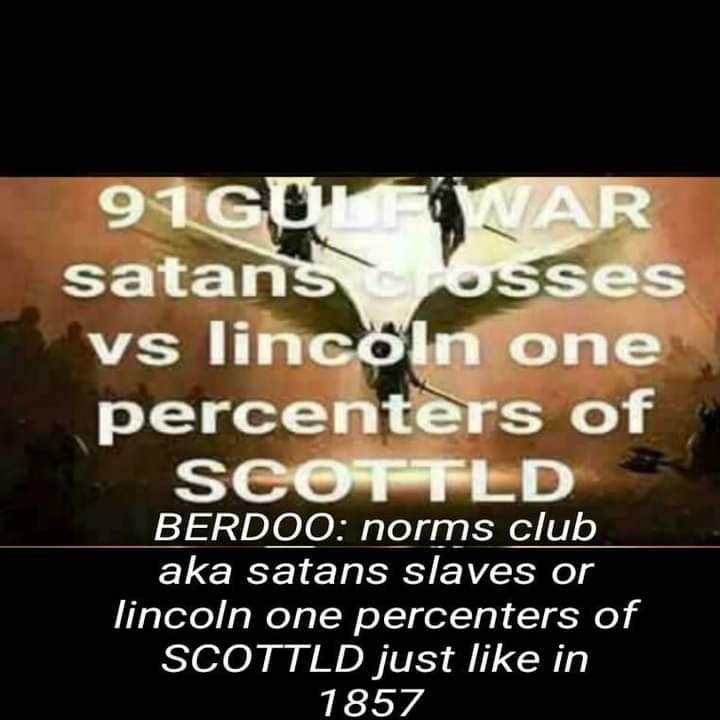 91GULF WAR
satans crosses
vs lincoln one
percenters of
SCOTTLD
BERDOO: norms club
aka satans slaves or
lincoln one percenters of
SCOTTLD just like in
1857